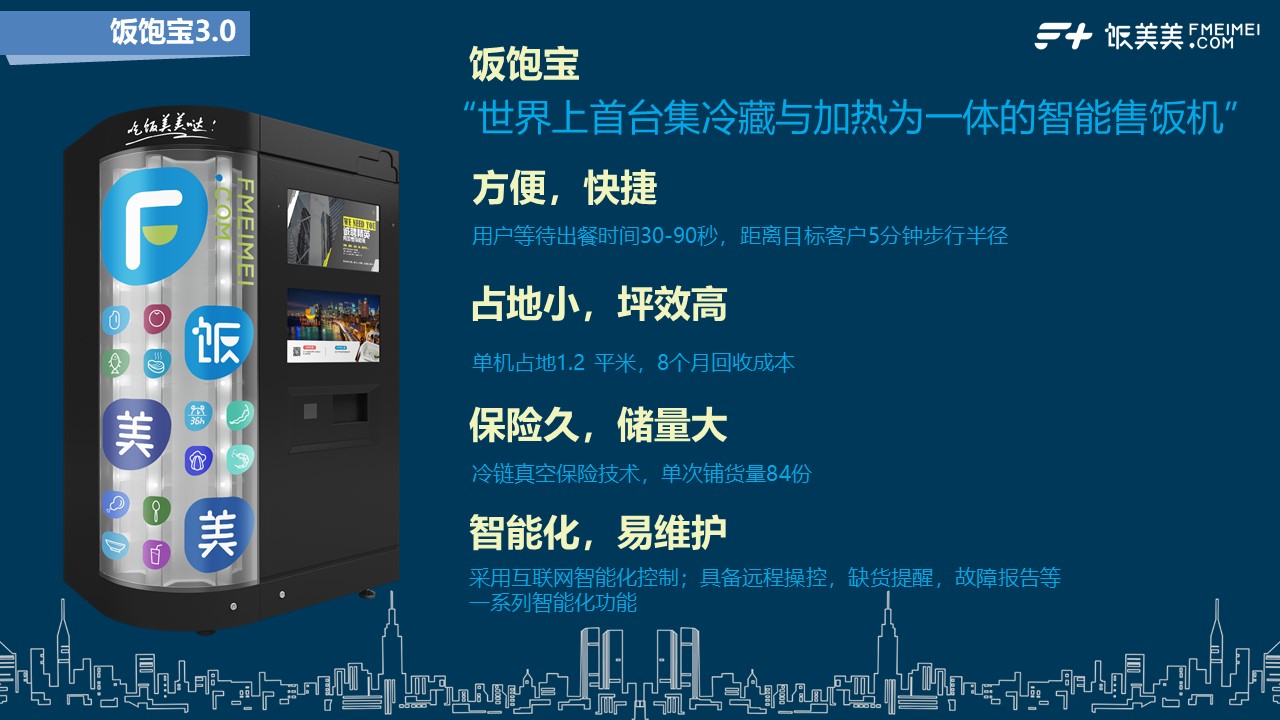 饭饱宝3.0
饭美美 FMEIMEI
.COM
饭饱宝
“世界上首台集冷藏与加热为一体的智能售饭机”
方便，快捷
用户等待出餐时间30-90秒，距离目标客户5分钟步行半径
占地小，坪效高
单机占地1.2 平米，8个月回收成本
保险久，储量大
冷链真空保险技术，单次铺货量84份
智能化，易维护
采用互联网智能化控制；具备远程操控，缺货提醒，故障报告等
一系列智能化功能
吃饭美美哒！
F
FMEIMEI
.COM
饭
美
36h
美
WE NEED YOU
诚聘精英